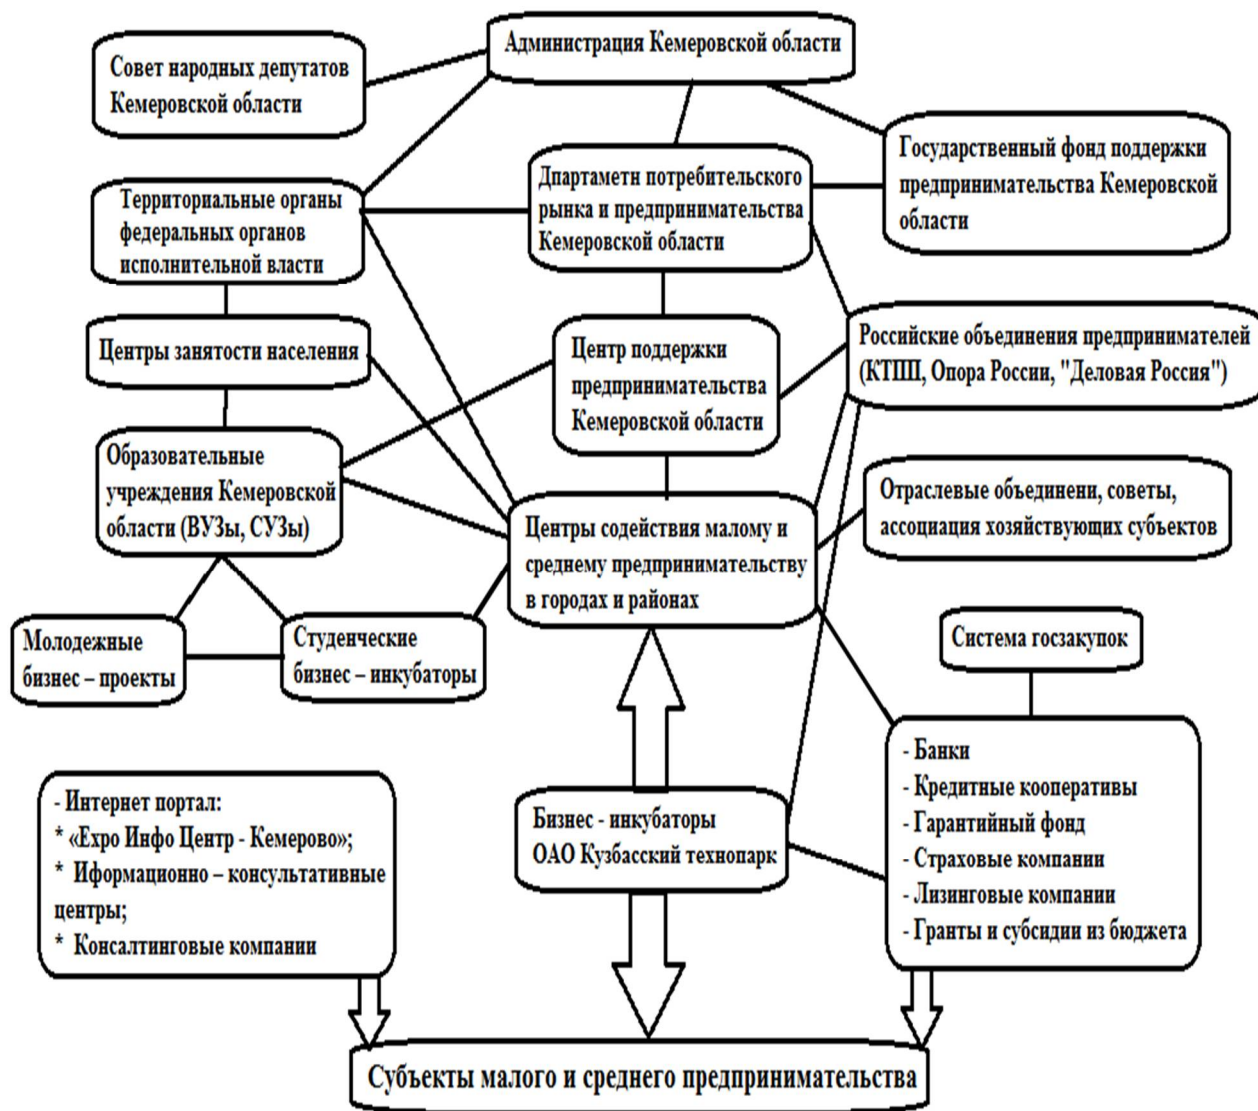 Администрация Кемеровской области
Совет народных депутатов
Кемеровской области
Государственный фонд поддержки
предпринимательства Кемеровской
области
Территориальные органы
федеральных органов
исполнительной власти
Дпартаметн потребительского
рынка и предпринимательства
Кемеровской области
Центры занятости населения
Центр поддержки
предпринимательства
Кемеровской области
Российские объединения предпринимателей
(КТПП, Опора России, "Деловая Россия")
Образовательные
учреждения Кемеровской
области (ВУЗы, СУЗы)
Отраслевые объединени, советы,
ассоциация хозяйствующих субъектов
Центры содействия малому и
среднему предпринимательству
в городах и районах
Молодежные
бизнес – проекты
Студенческие
бизнес – инкубаторы
Система госзакупок
- Банки
- Кредитные кооперативы
- Гарантийный фонд
- Страховые компании
- Лизинговые компании
- Гранты и субсидии из бюджета
- Интернет портал:
* «Expo Инфо Центр - Кемерово»;
* Иформационно – консультативные
центры;
* Консалтинговые компании
Бизнес - инкубаторы
ОАО Кузбасский технопарк
Субъекты малого и среднего предпринимательства